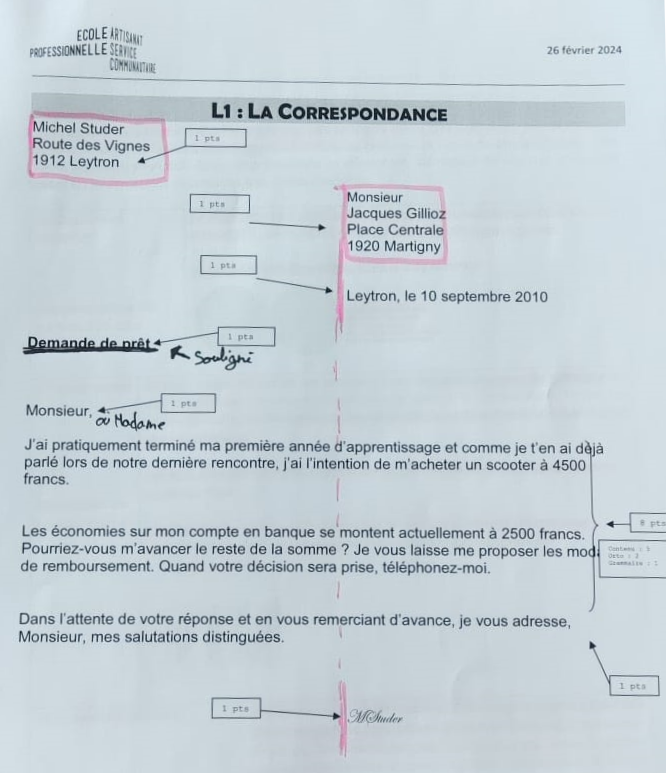 ECOLE ARTISANAT
PROFESSIONNELLE SERVICE
COMMUNAUTAIRE
26 février 2024
L1 : LA CORRESPONDANCE
Michel Studer
Route des Vignes
1912 Leytron
1 pts
1 pts
Monsieur
Jacques Gillioz
Place Centrale
1920 Martigny
1 pts
Leytron, le 10 septembre 2010
1 pts
Demande de prêt
Souligné
1 pts
Monsieur,
ou Madame
J'ai pratiquement terminé ma première année d'apprentissage et comme je t'en ai déjà
parlé lors de notre dernière rencontre, j'ai l'intention de m'acheter un scooter à 4500
francs.
Les économies sur mon compte en banque se montent actuellement à 2500 francs.
8 pts
Pourriez-vous m'avancer le reste de la somme ? Je vous laisse me proposer les mod
Contenu : 5
Orto : 2
Grammaire : 1
de remboursement. Quand votre décision sera prise, téléphonez-moi.
Dans l'attente de votre réponse et en vous remerciant d'avance, je vous adresse,
Monsieur, mes salutations distinguées.
1 pts
1 pts
MStuder